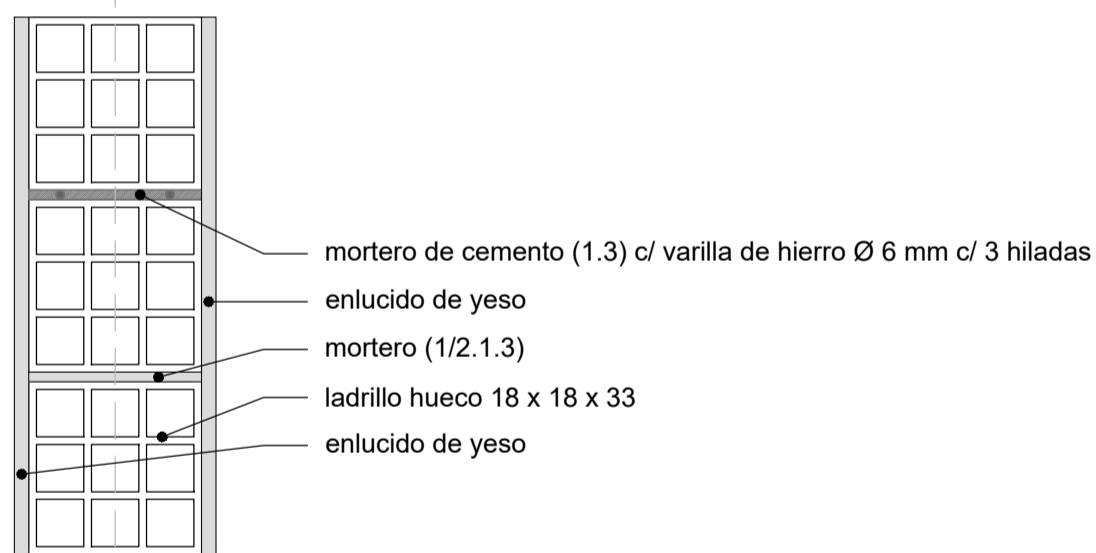 mortero de cemento (1.3) c/ varilla de hierro Ø 6 mm c/ 3 hiladas
enlucido de yeso
mortero (1/2.1.3)
ladrillo hueco 18 x 18 x 33
enlucido de yeso